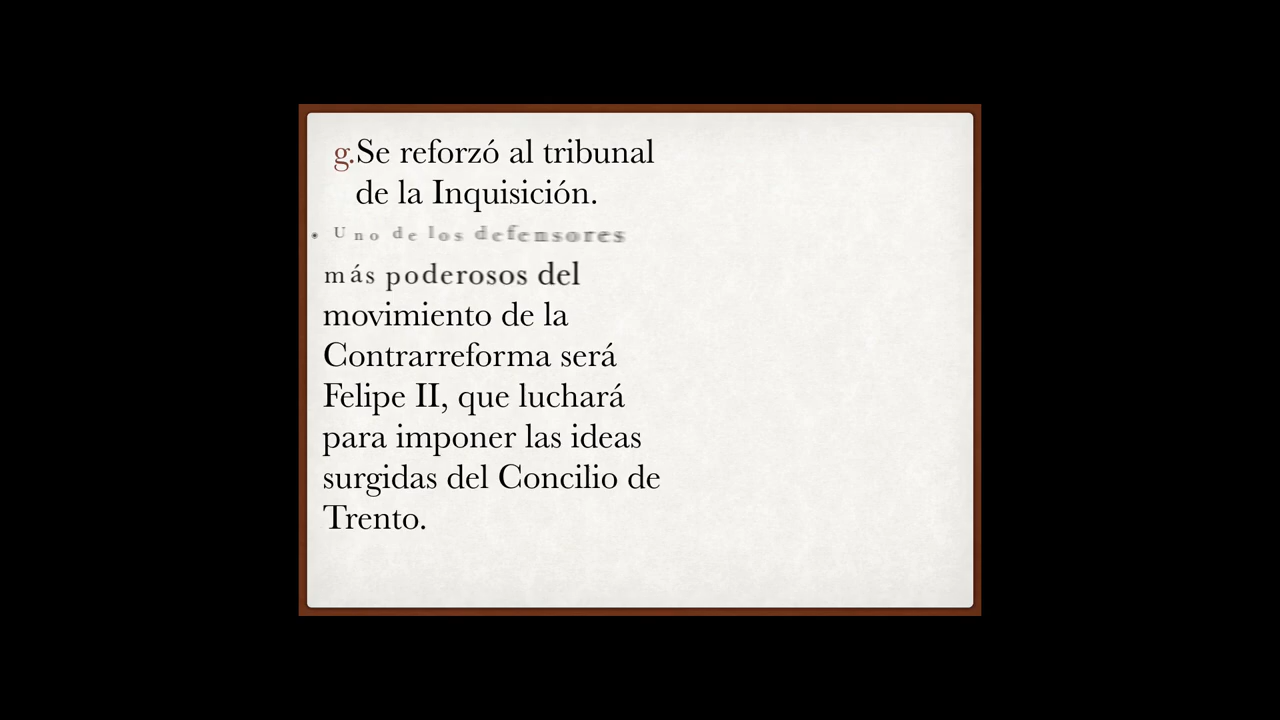 g.Se reforzó al tribunal
de la Inquisición.
• Uno de los defensores
más poderosos del
movimiento de la
Contrarreforma será
Felipe II, que luchará
para imponer las ideas
surgidas del Concilio de
Trento.